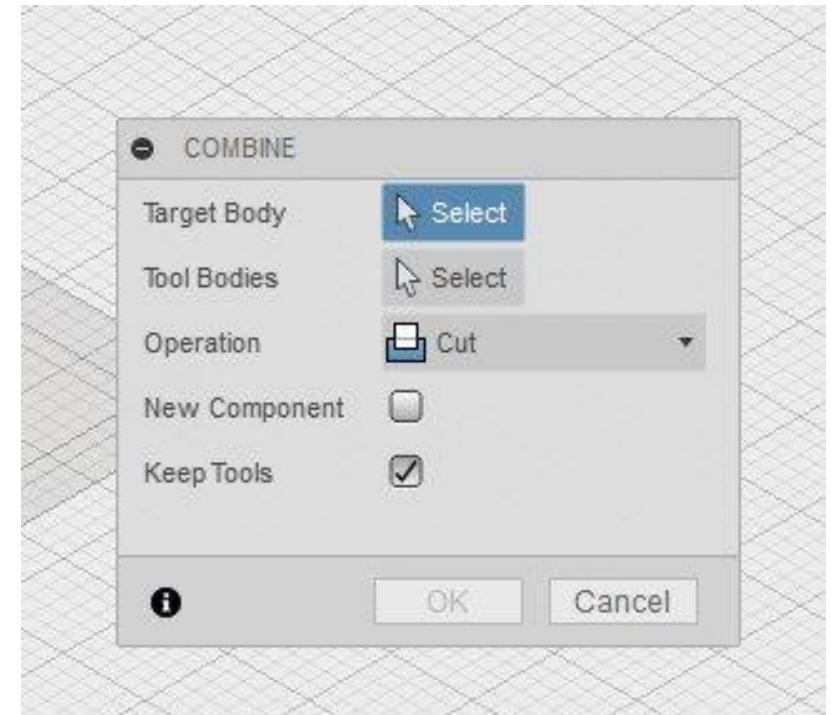 COMBINE
Target Body Select
Tool Bodies Select
Operation Cut
New Component
Keep Tools
OK Cancel